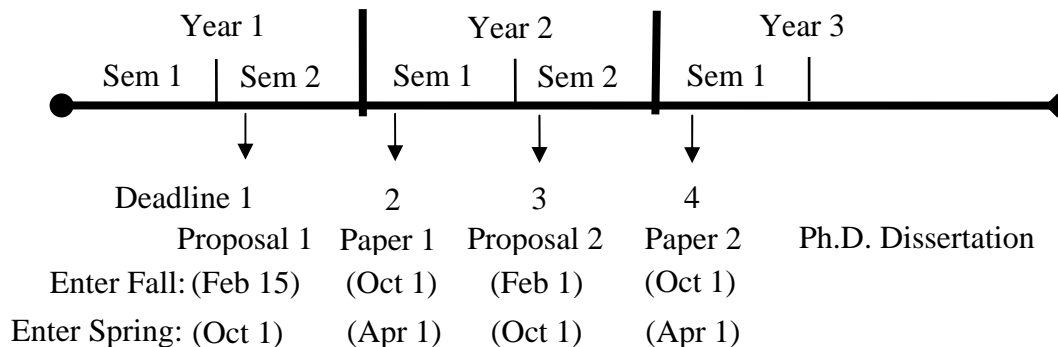 Year 1 Year 2 Year 3
Sem 1 Sem 2 Sem 1 Sem 2 Sem 1
Deadline 1 2 3 4
Proposal 1 Paper 1 Proposal 2 Paper 2 Ph.D. Dissertation
Enter Fall: (Feb 15) (Oct 1) (Feb 1) (Oct 1)
Enter Spring: (Oct 1) (Apr 1) (Oct 1) (Apr 1)